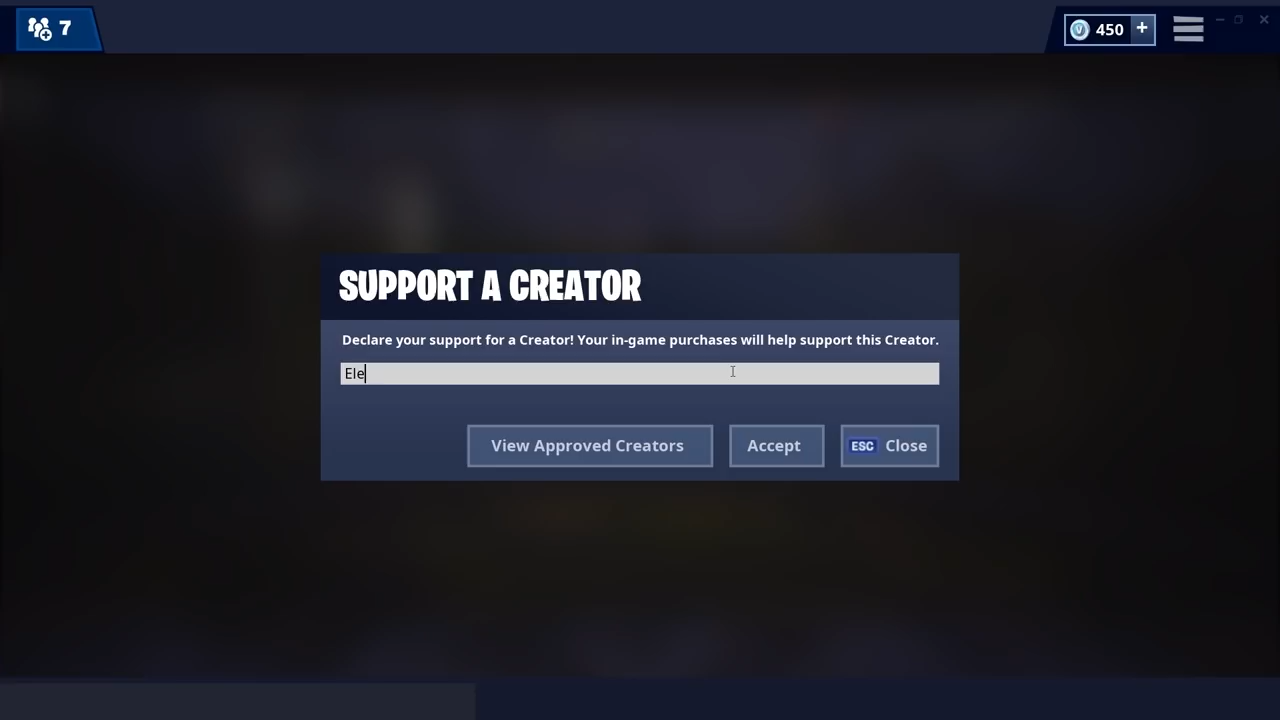 7
450 +
SUPPORT A CREATOR
Declare your support for a Creator! Your in-game purchases will help support this Creator.
Ele
View Approved Creators Accept ESC Close